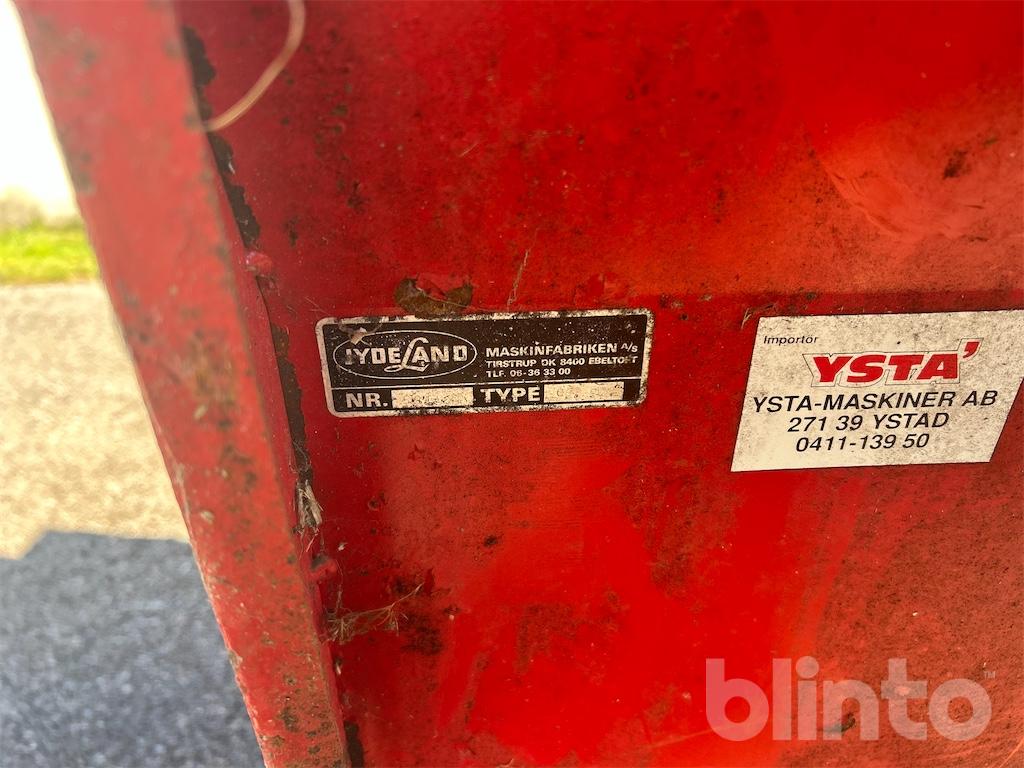 JYDELAND
MASKINFABRIKEN A/S
TIRSTRUP DK 8400 EBELTOFT
TLF. 06-36 33 00
NR. TYPE
Importör
YSTA
YSTA-MASKINER AB
271 39 YSTAD
0411-139 50
blinto™